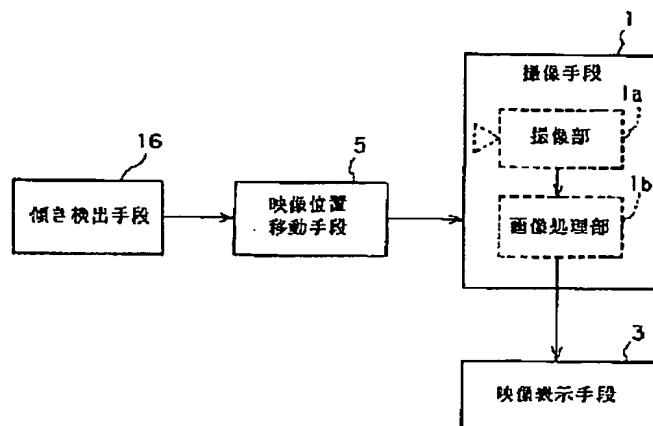 1
撮像手段
1a
撮像部
16
5
1b
傾き検出手段
映像位置
移動手段
画像処理部
3
映像表示手段